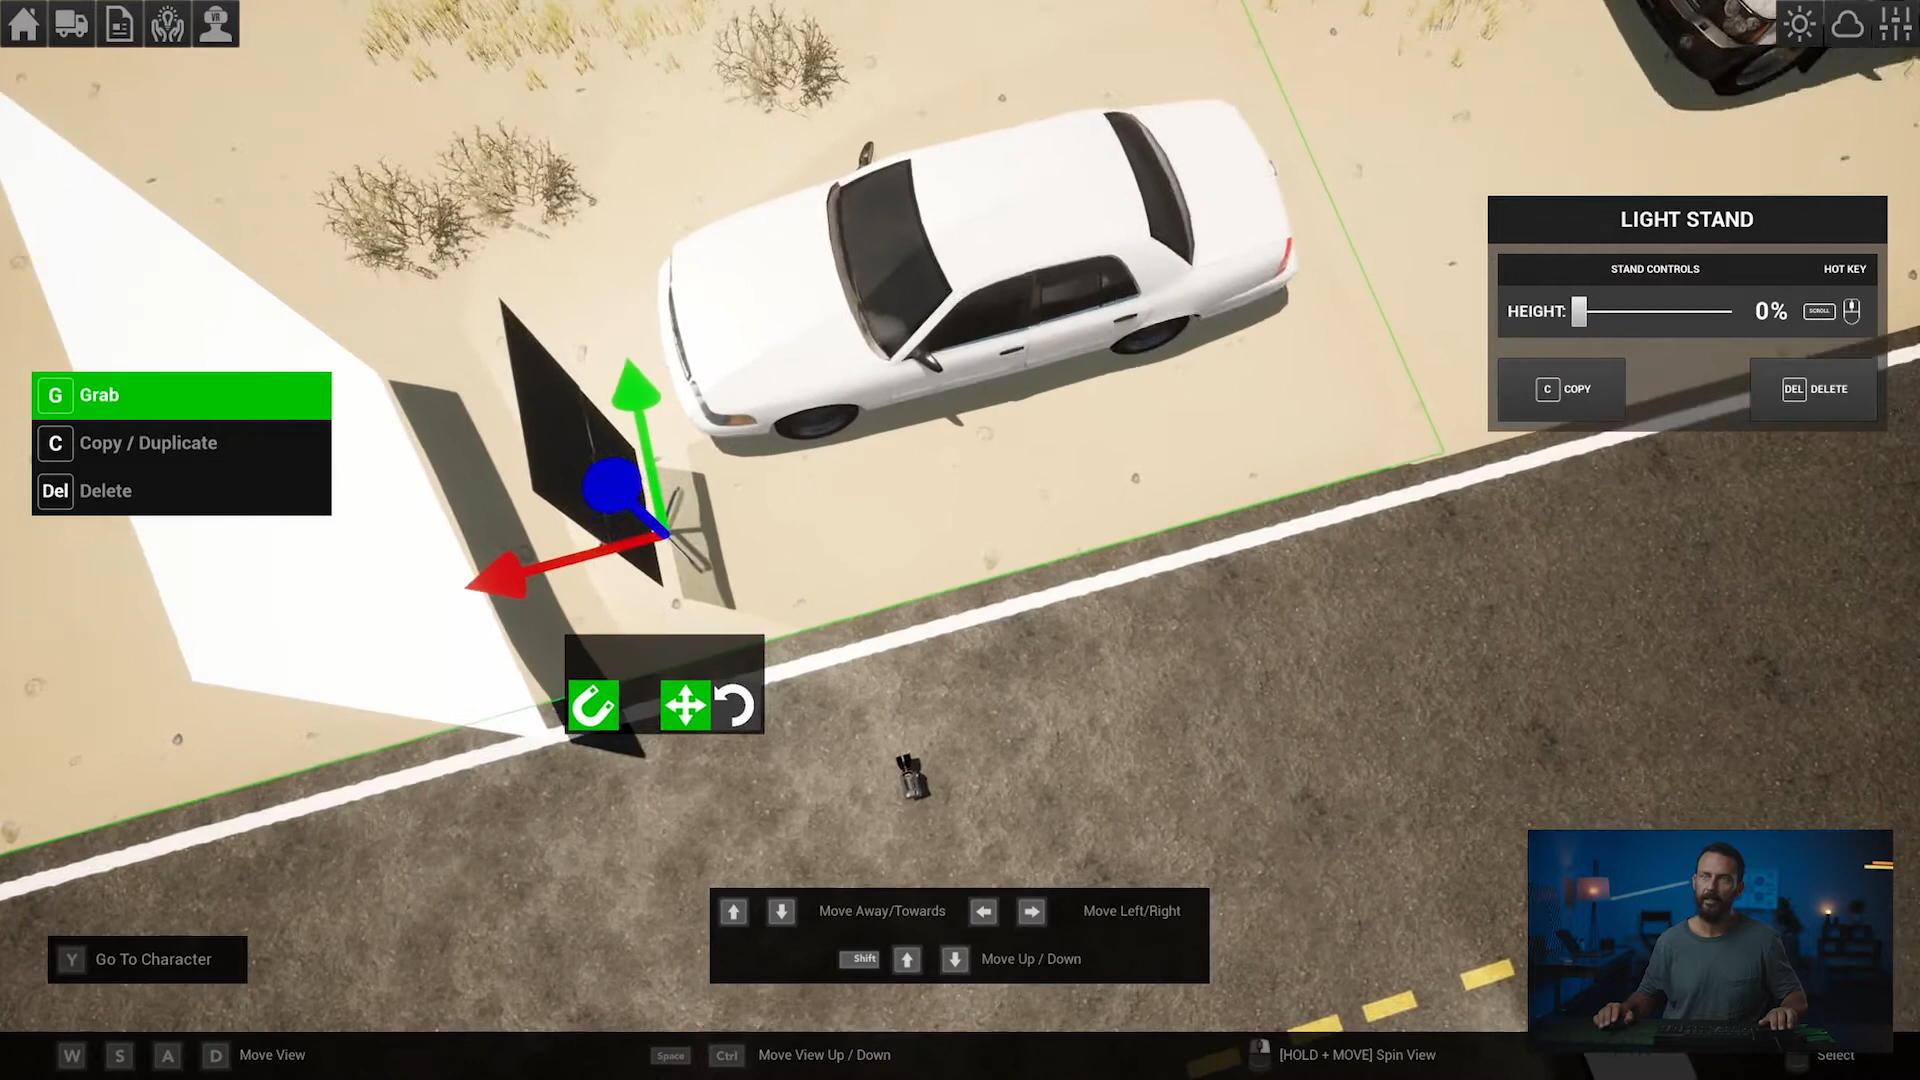 VR
LIGHT STAND
STAND CONTROLS
HOT KEY
HEIGHT:
0%
SCROLL
C COPY
DEL DELETE
G Grab
C Copy / Duplicate
Del Delete
Move Away/Towards
Move Left/Right
Shift
Move Up / Down
Y Go To Character
W S A D Move View
Space Ctrl Move View Up / Down
[HOLD + MOVE] Spin View
Select